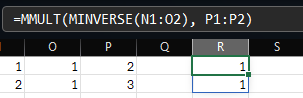 =MMULT(MINVERSE(N1:O2), P1:P2)
O P Q R S
1 1 2 1
2 1 3 1